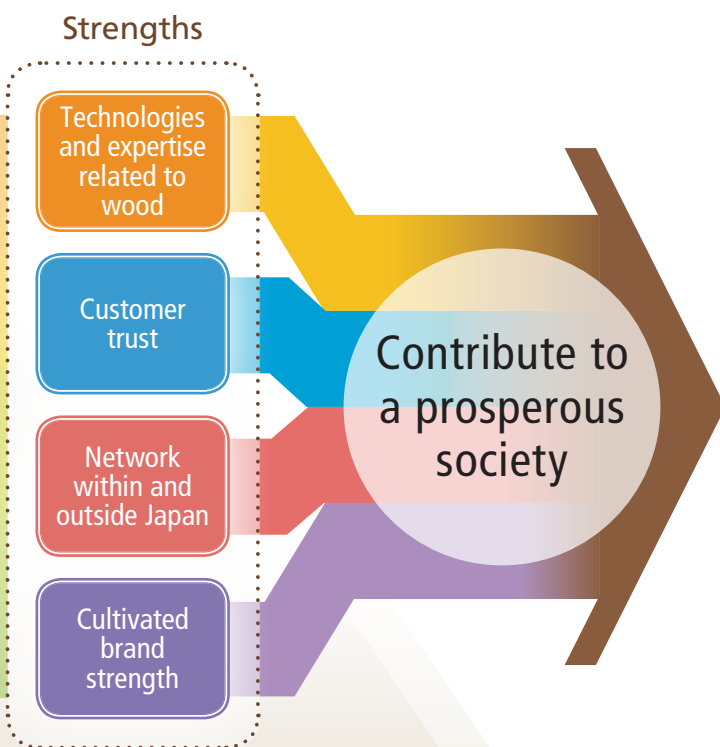 Strengths
Technologies
and expertise
related to
wood
Customer
trust
Network
within and
outside Japan
Cultivated
brand
strength
Contribute to
a prosperous
society